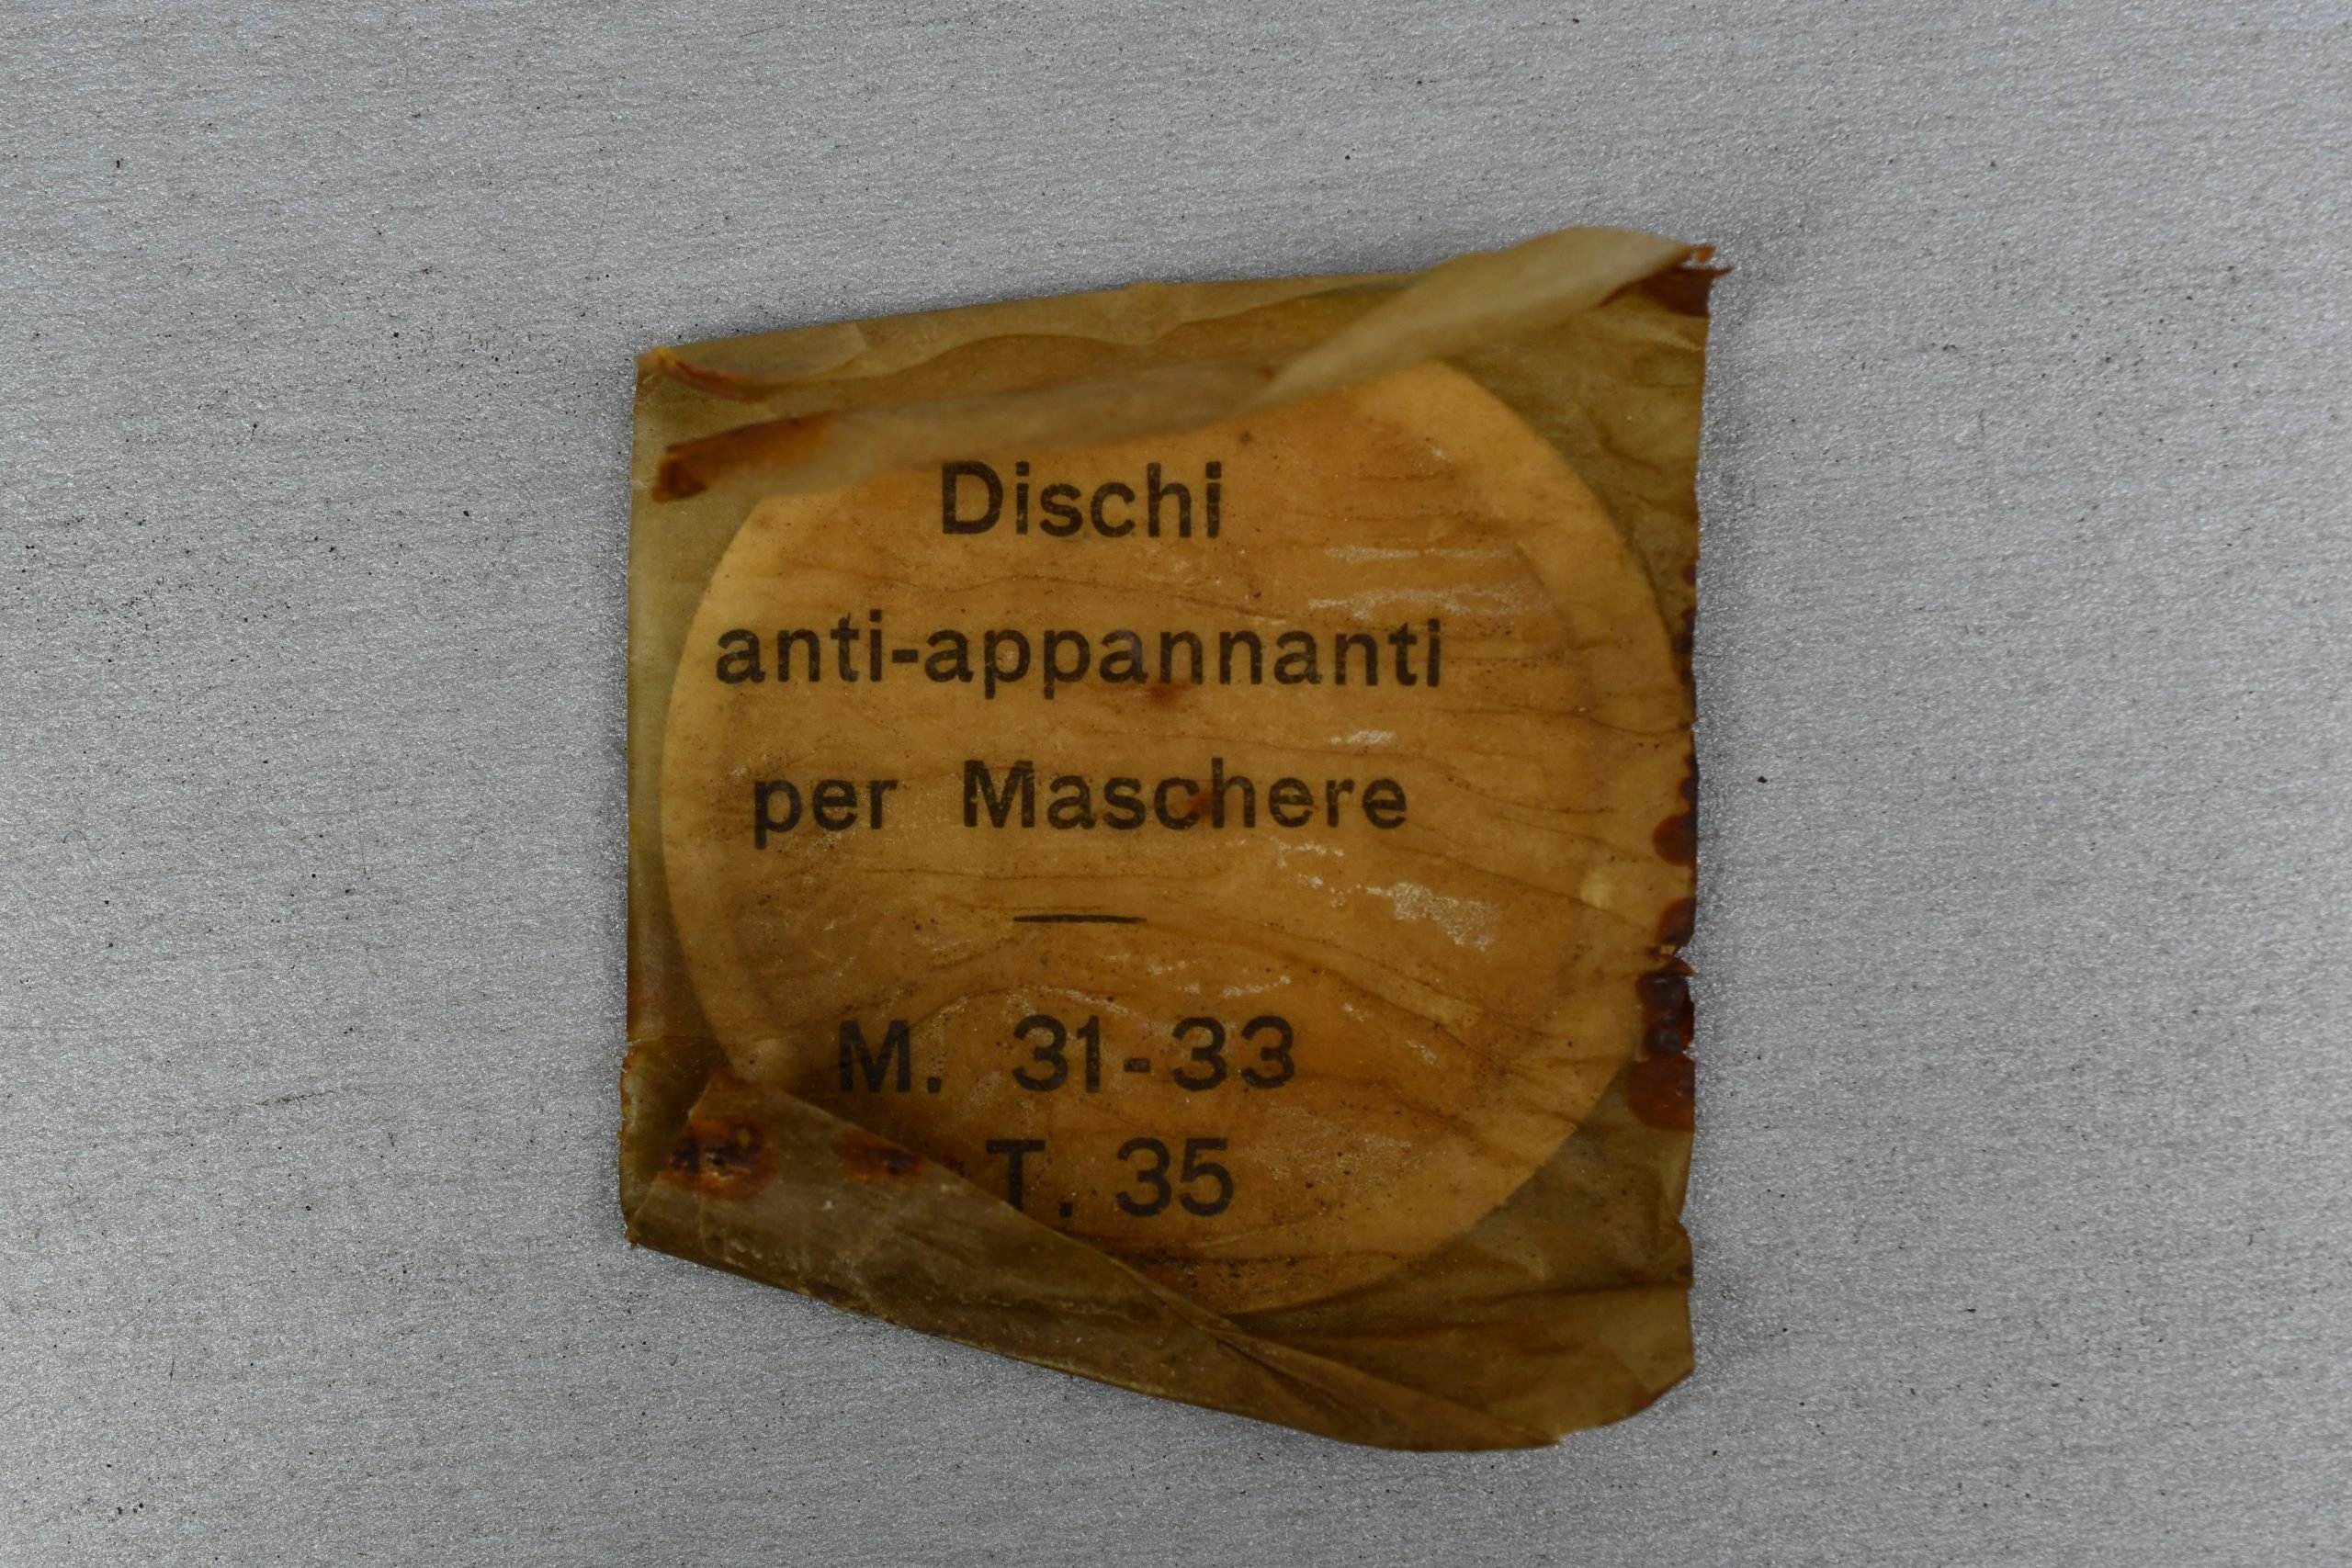 Dischi
anti-appannanti
per Maschere
M. 31-33
T. 35